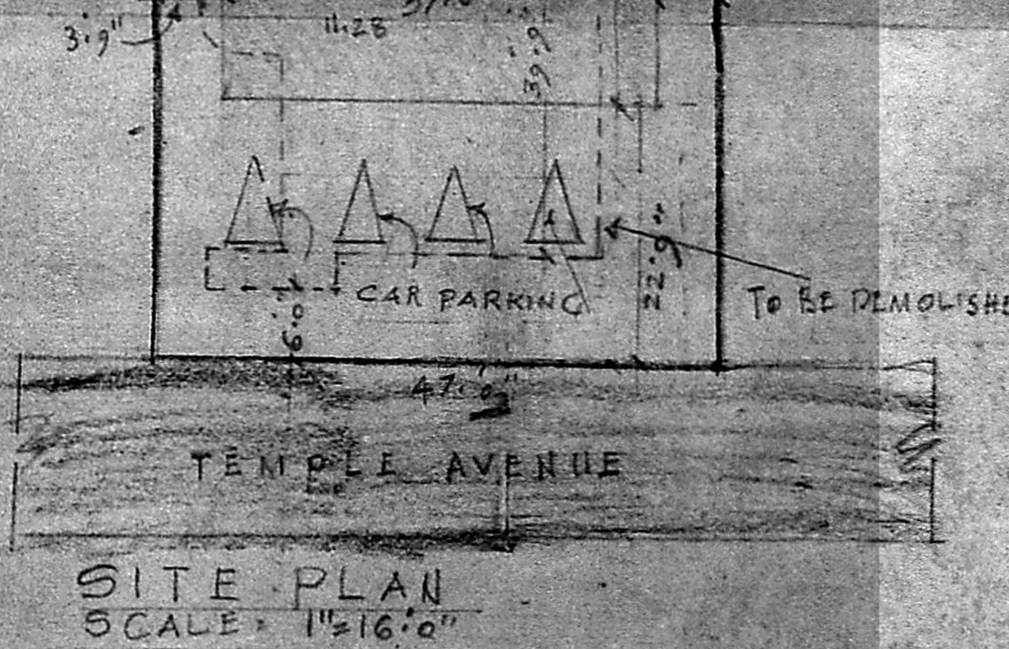 3'.9"
11.28
39'.9
22'.9"
6'.0
CAR PARKING
TO BE DEMOLISHE
47'.0"
TEMPLE AVENUE
SITE PLAN
SCALE: 1"=16'.0"